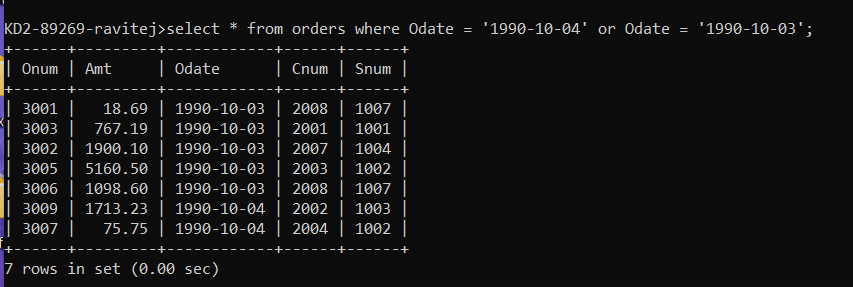 KD2-89269-ravitej>select * from orders where Odate = '1990-10-04' or Odate = '1990-10-03';
+------+---------+------------+------+------+
| Onum | Amt     | Odate      | Cnum | Snum |
+------+---------+------------+------+------+
| 3001 |   18.69 | 1990-10-03 | 2008 | 1007 |
| 3003 |  767.19 | 1990-10-03 | 2001 | 1001 |
| 3002 | 1900.10 | 1990-10-03 | 2007 | 1004 |
| 3005 | 5160.50 | 1990-10-03 | 2003 | 1002 |
| 3006 | 1098.60 | 1990-10-03 | 2008 | 1007 |
| 3009 | 1713.23 | 1990-10-04 | 2002 | 1003 |
| 3007 |   75.75 | 1990-10-04 | 2004 | 1002 |
+------+---------+------------+------+------+
7 rows in set (0.00 sec)